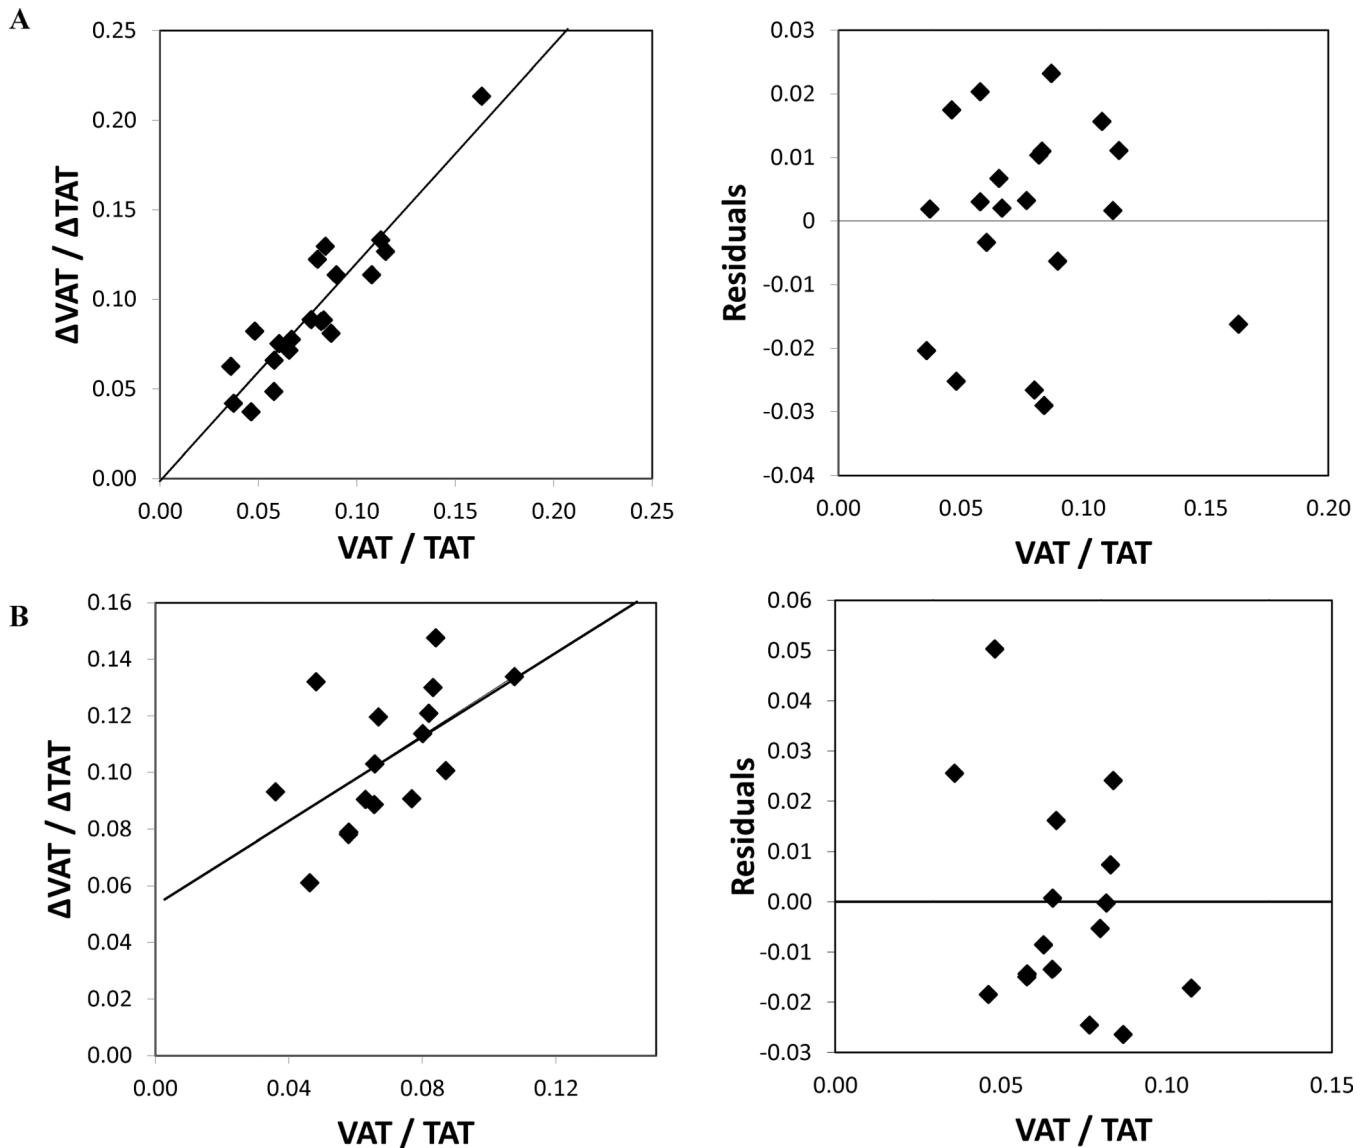 A
0.25
0.20
0.15
0.10
0.05
0.00
ΔVAT / ΔTAT
0.00 0.05 0.10 0.15 0.20 0.25
VAT / TAT
0.03
0.02
0.01
0
-0.01
-0.02
-0.03
-0.04
Residuals
0.00 0.05 0.10 0.15 0.20
VAT / TAT
B
0.16
0.14
0.12
0.10
0.08
0.06
0.04
0.02
0.00
ΔVAT / ΔTAT
0.00 0.04 0.08 0.12
VAT / TAT
0.06
0.05
0.04
0.03
0.02
0.01
0.00
-0.01
-0.02
-0.03
Residuals
0.00 0.05 0.10 0.15
VAT / TAT